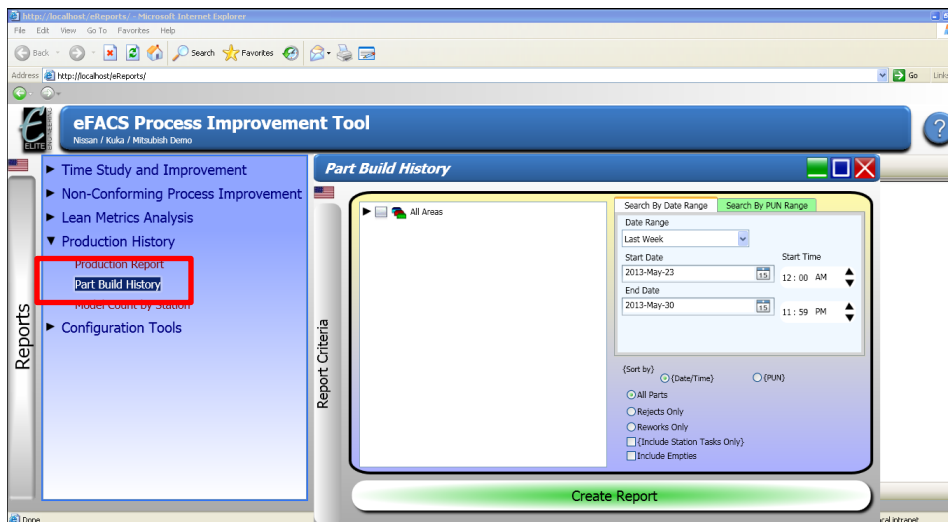 http://localhost/eReports/ - Microsoft Internet Explorer
File Edit View Go To Favorites Help
Back Search Favorites
Address http://localhost/eReports/ Go Links
ELITE ENGINEERING
eFACS Process Improvement Tool
Nissan / Kuka / Mitsubish Demo
?
Reports
Time Study and Improvement
Non-Conforming Process Improvement
Lean Metrics Analysis
Production History
Production Report
Part Build History
Model Count by Station
Configuration Tools
Part Build History
Report Criteria
All Areas
Search By Date Range Search By PUN Range
Date Range
Last Week
Start Date Start Time
2013-May-23 15 12 : 00 AM
End Date
2013-May-30 15 11 : 59 PM
{Sort by}
{Date/Time} {PUN}
All Parts
Rejects Only
Reworks Only
{Include Station Tasks Only}
Include Empties
Create Report
Done